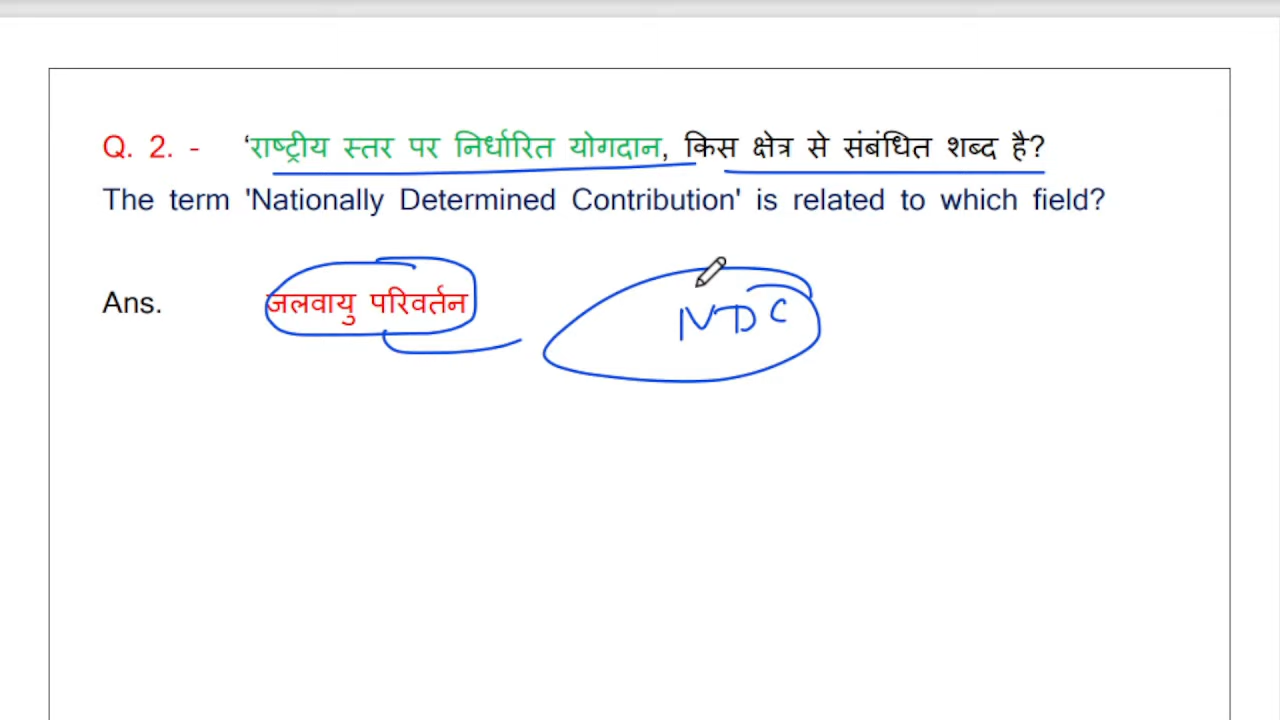 Q. 2. - ‘राष्ट्रीय स्तर पर निर्धारित योगदान, किस क्षेत्र से संबंधित शब्द है?
The term 'Nationally Determined Contribution' is related to which field?
Ans. जलवायु परिवर्तन NDC